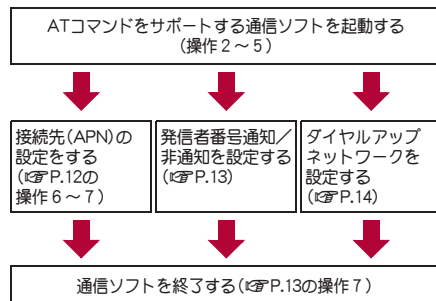 ATコマンドをサポートする通信ソフトを起動する
(操作2～5)
接続先(APN)の
設定をする
(☞P.12の
操作6～7)
発信者番号通知／
非通知を設定する
(☞P.13)
ダイヤルアップ
ネットワークを
設定する
(☞P.14)
通信ソフトを終了する(☞P.13の操作7)